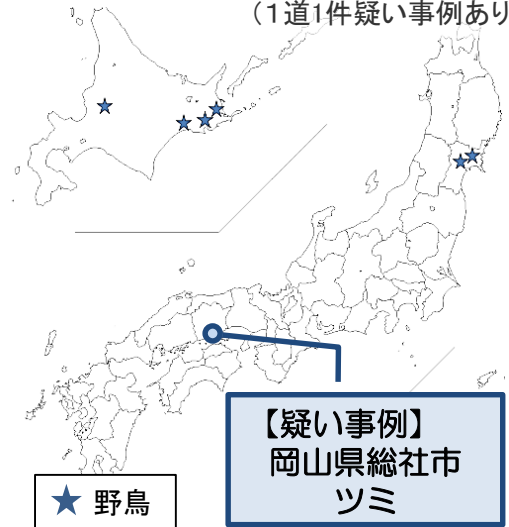 （1道1件疑い事例あり
【疑い事例】
岡山県総社市
ツミ
★ 野鳥